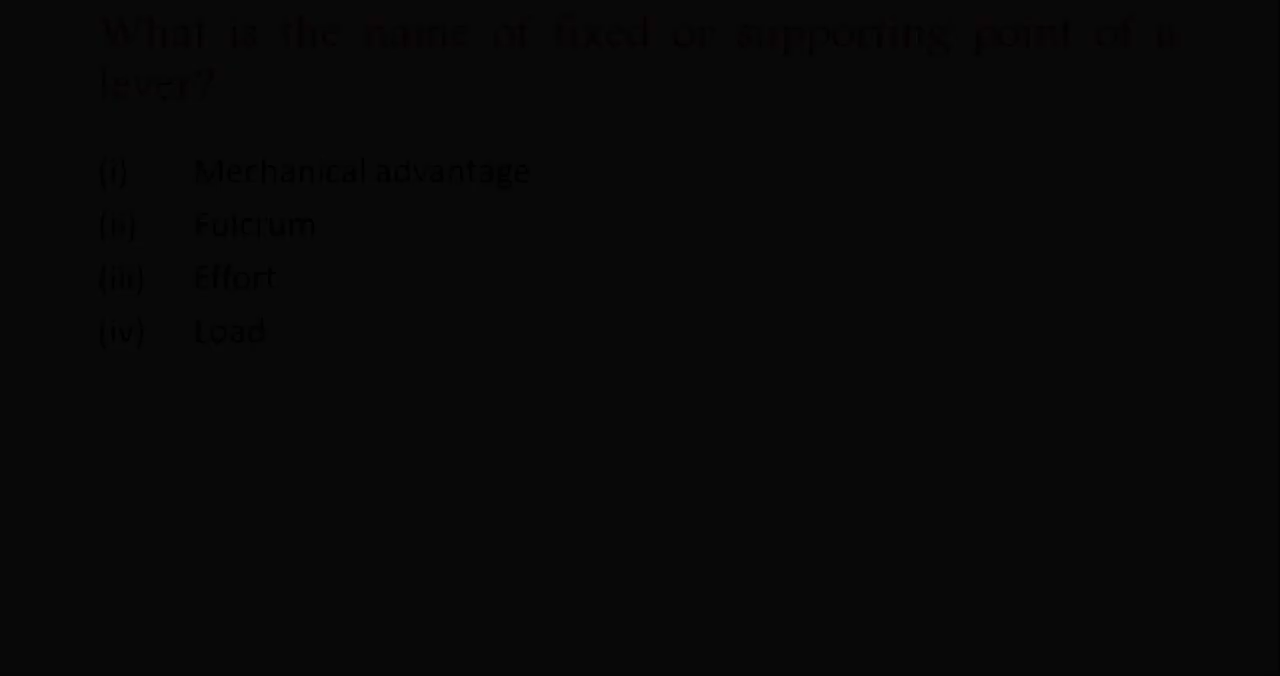 What is the name of fixed or supporting point of a
lever?
(i) Mechanical advantage
(ii) Fulcrum
(iii) Effort
(iv) Load